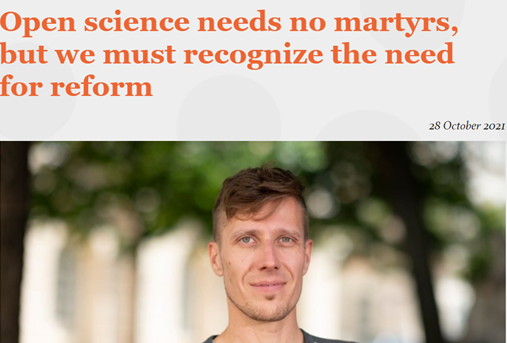 Open science needs no martyrs,
but we must recognize the need
for reform
28 October 2021